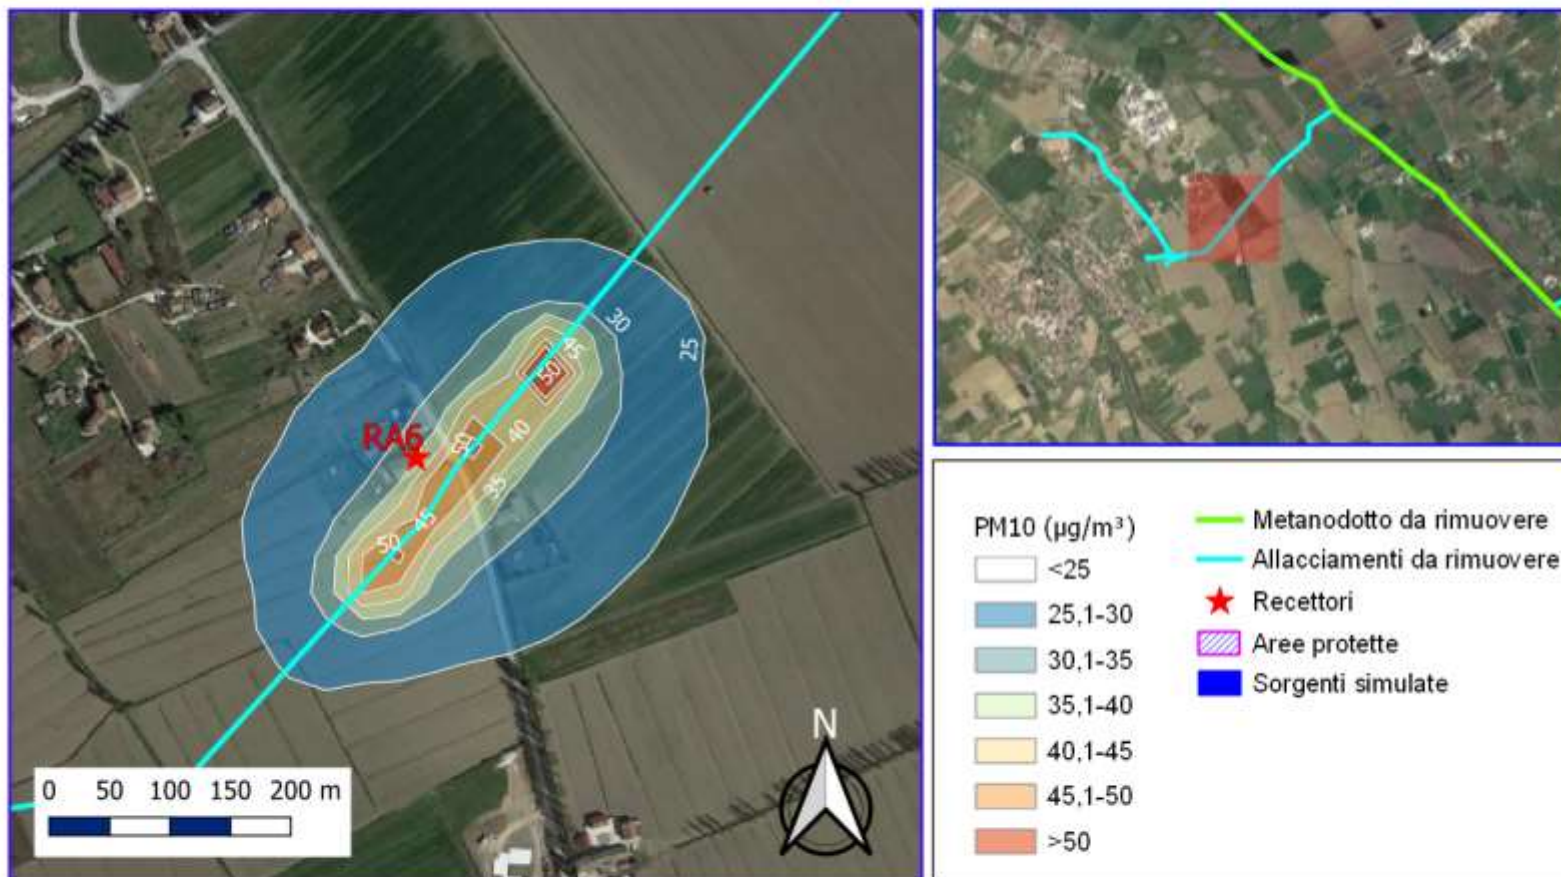 30
25
45
50
RA6
50
40
35
45
50
N
0 50 100 150 200 m
PM10 (µg/m³)
<25
25,1-30
30,1-35
35,1-40
40,1-45
45,1-50
>50
Metanodotto da rimuovere
Allacciamenti da rimuovere
Recettori
Aree protette
Sorgenti simulate